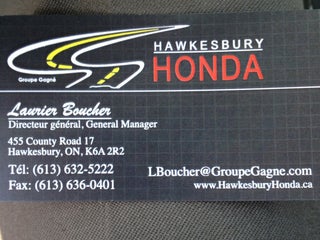 HAWKESBURY
HONDA
Groupe Gagné
Laurier Boucher
Directeur général, General Manager
455 County Road 17
Hawkesbury, ON, K6A 2R2
Tél: (613) 632-5222
LBoucher@GroupeGagne.com
Fax: (613) 636-0401
www.HawkesburyHonda.ca